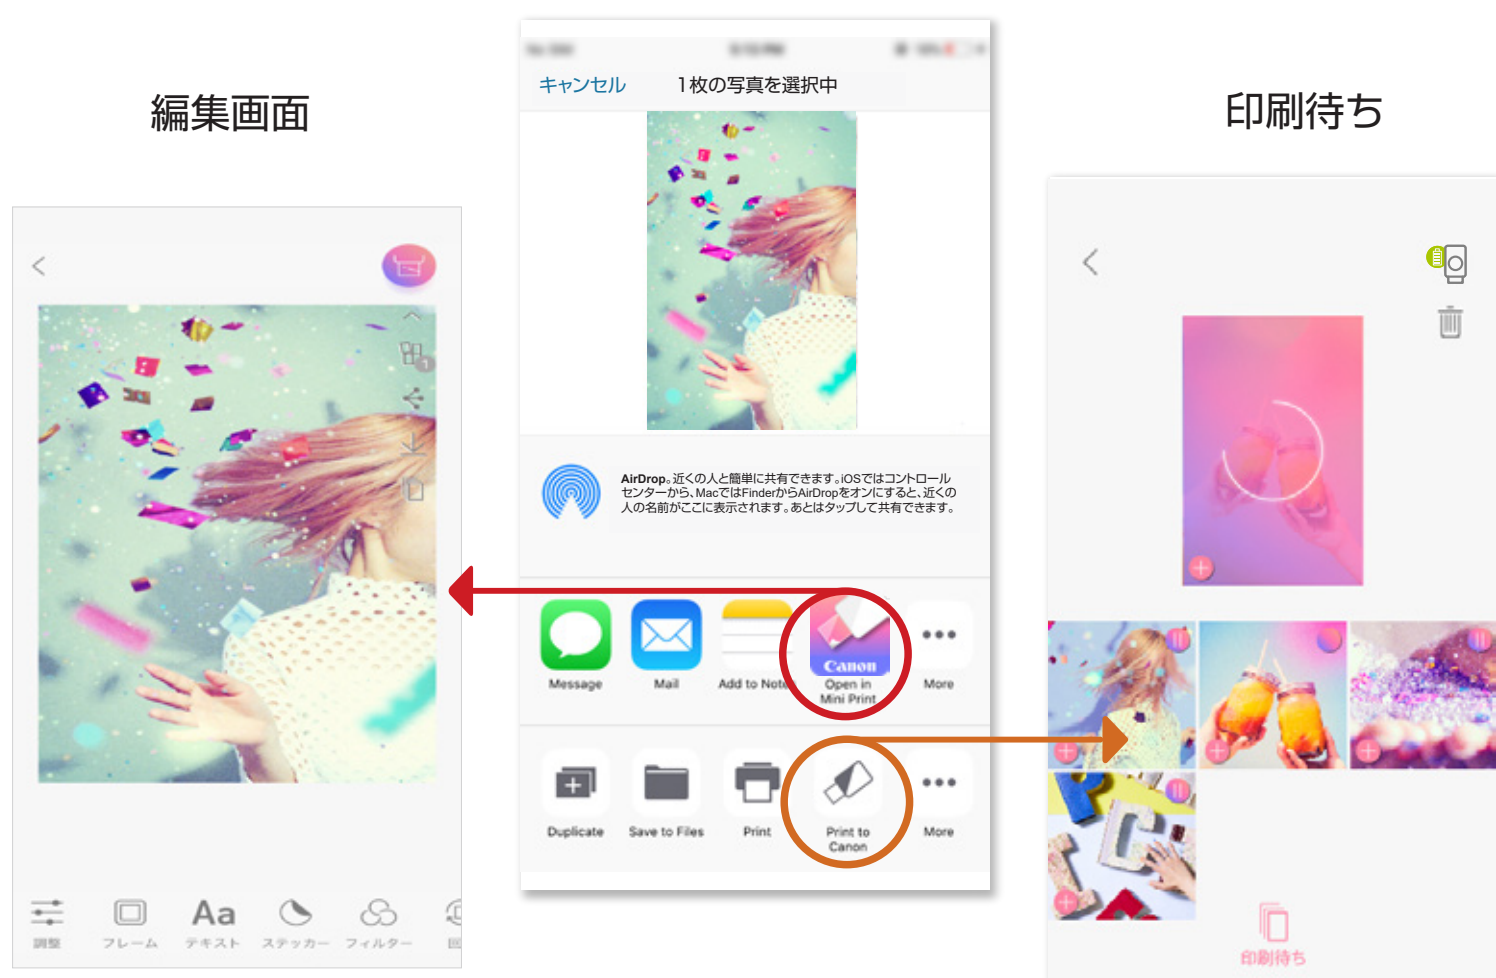 編集画面
調整
フレーム
テキスト
ステッカー
フィルター
Aa
キャンセル
1枚の写真を選択中
AirDrop。近くの人と簡単に共有できます。iOSではコントロール
センターから、MacではFinderからAirDropをオンにすると、近くの
人の名前がここに表示されます。あとはタップして共有できます。
Message
Mail
Add to Note
Canon
Open in
Mini Print
More
Duplicate
Save to Files
Print
Print to
Canon
More
印刷待ち
印刷待ち